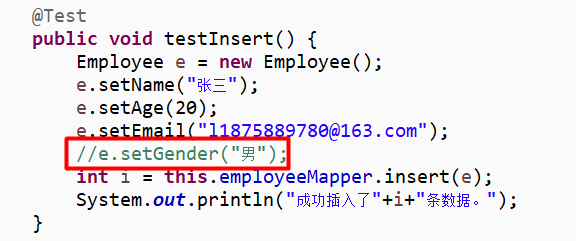 @Test
public void testInsert() {
Employee e = new Employee();
e.setName("张三");
e.setAge(20);
e.setEmail("l1875889780@163.com");
//e.setGender("男");
int i = this.employeeMapper.insert(e);
System.out.println("成功插入了"+i+"条数据。");
}